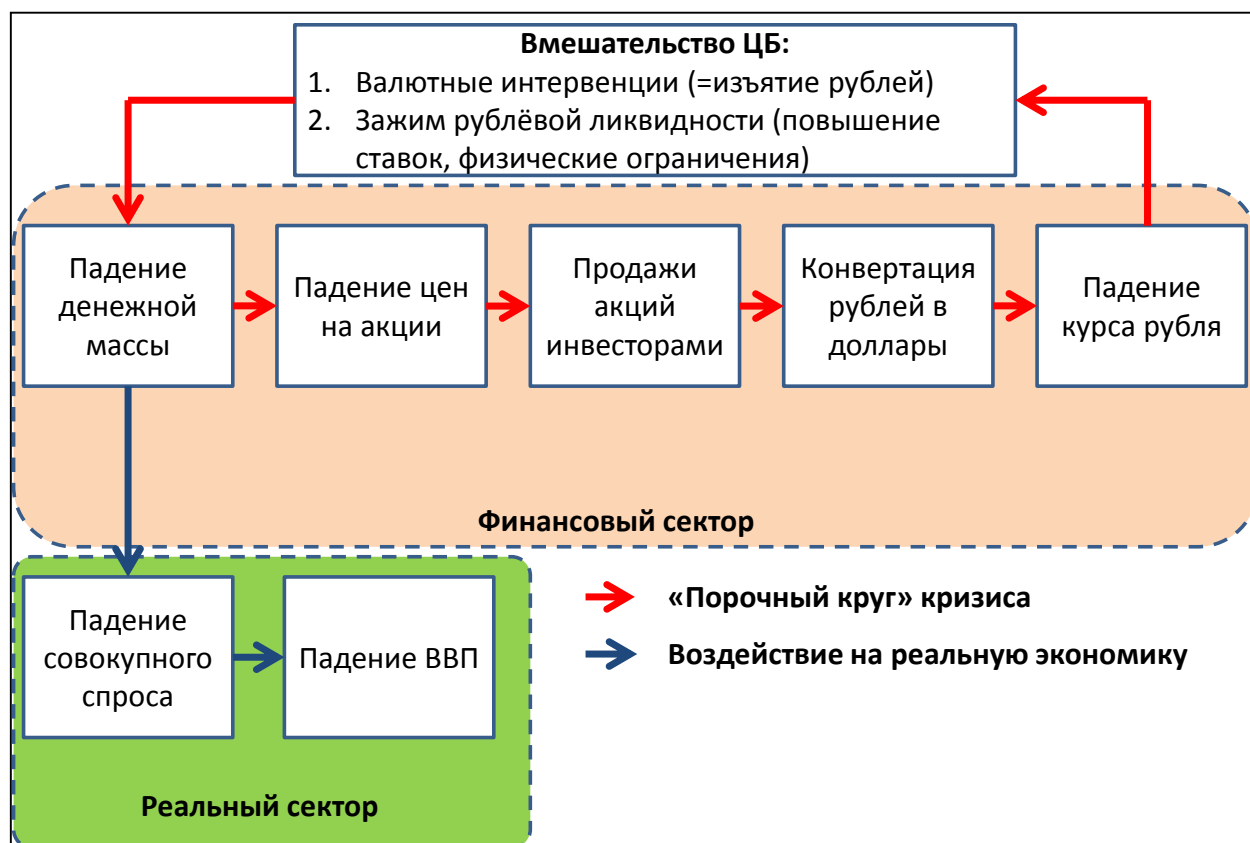 Вмешательство ЦБ:
1. Валютные интервенции (=изъятие рублей)
2. Зажим рублёвой ликвидности (повышение
ставок, физические ограничения)
Падение
денежной
массы
Падение цен
на акции
Продажи
акций
инвесторами
Конвертация
рублей в
доллары
Падение
курса рубля
Финансовый сектор
Падение
совокупного
спроса
Падение ВВП
Реальный сектор
«Порочный круг» кризиса
Воздействие на реальную экономику